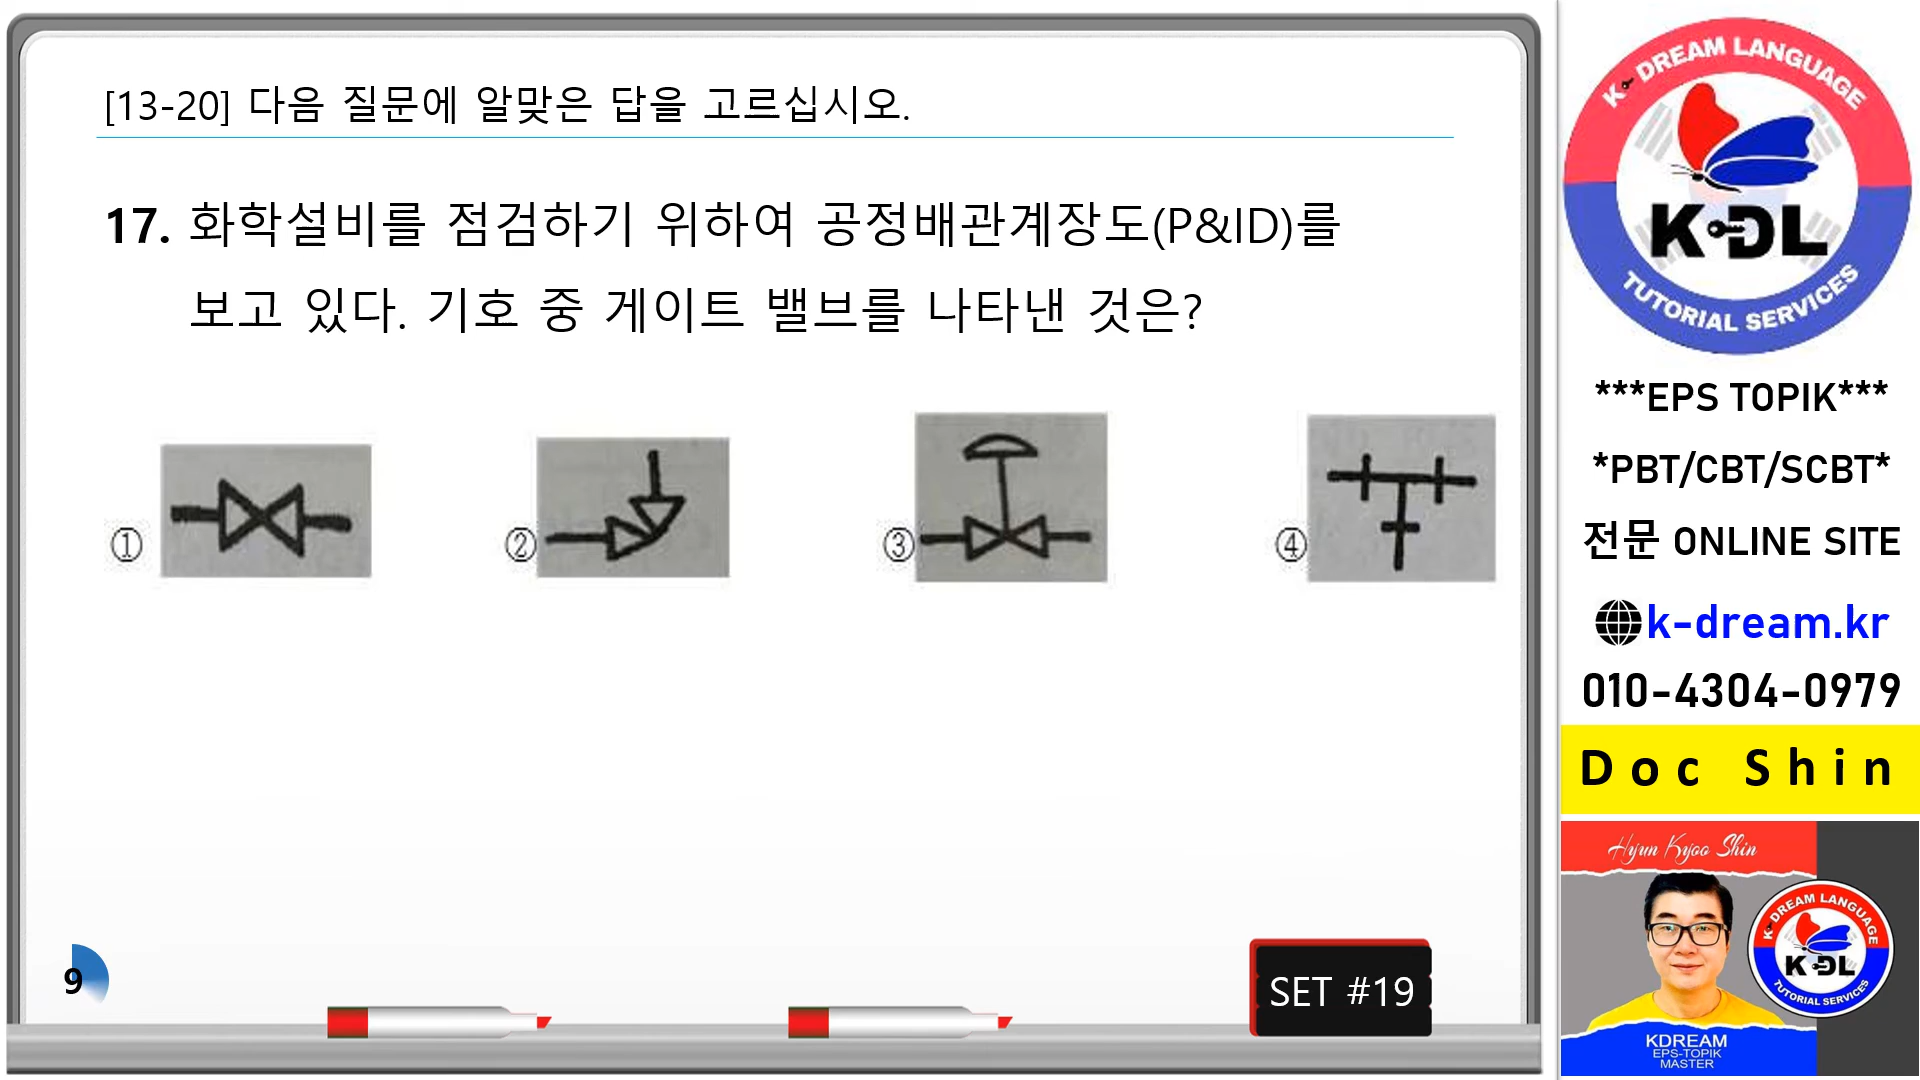 [13-20] 다음 질문에 알맞은 답을 고르십시오.
17. 화학설비를 점검하기 위하여 공정배관계장도(P&ID)를
보고 있다. 기호 중 게이트 밸브를 나타낸 것은?
①
②
③
④
9
SET #19
K DREAM LANGUAGE
K DL
TUTORIAL SERVICES
***EPS TOPIK***
*PBT/CBT/SCBT*
전문 ONLINE SITE
k-dream.kr
010-4304-0979
Doc Shin
Hyun Kyoo Shin
K DREAM LANGUAGE
K DL
TUTORIAL SERVICES
KDREAM
EPS-TOPIK
MASTER